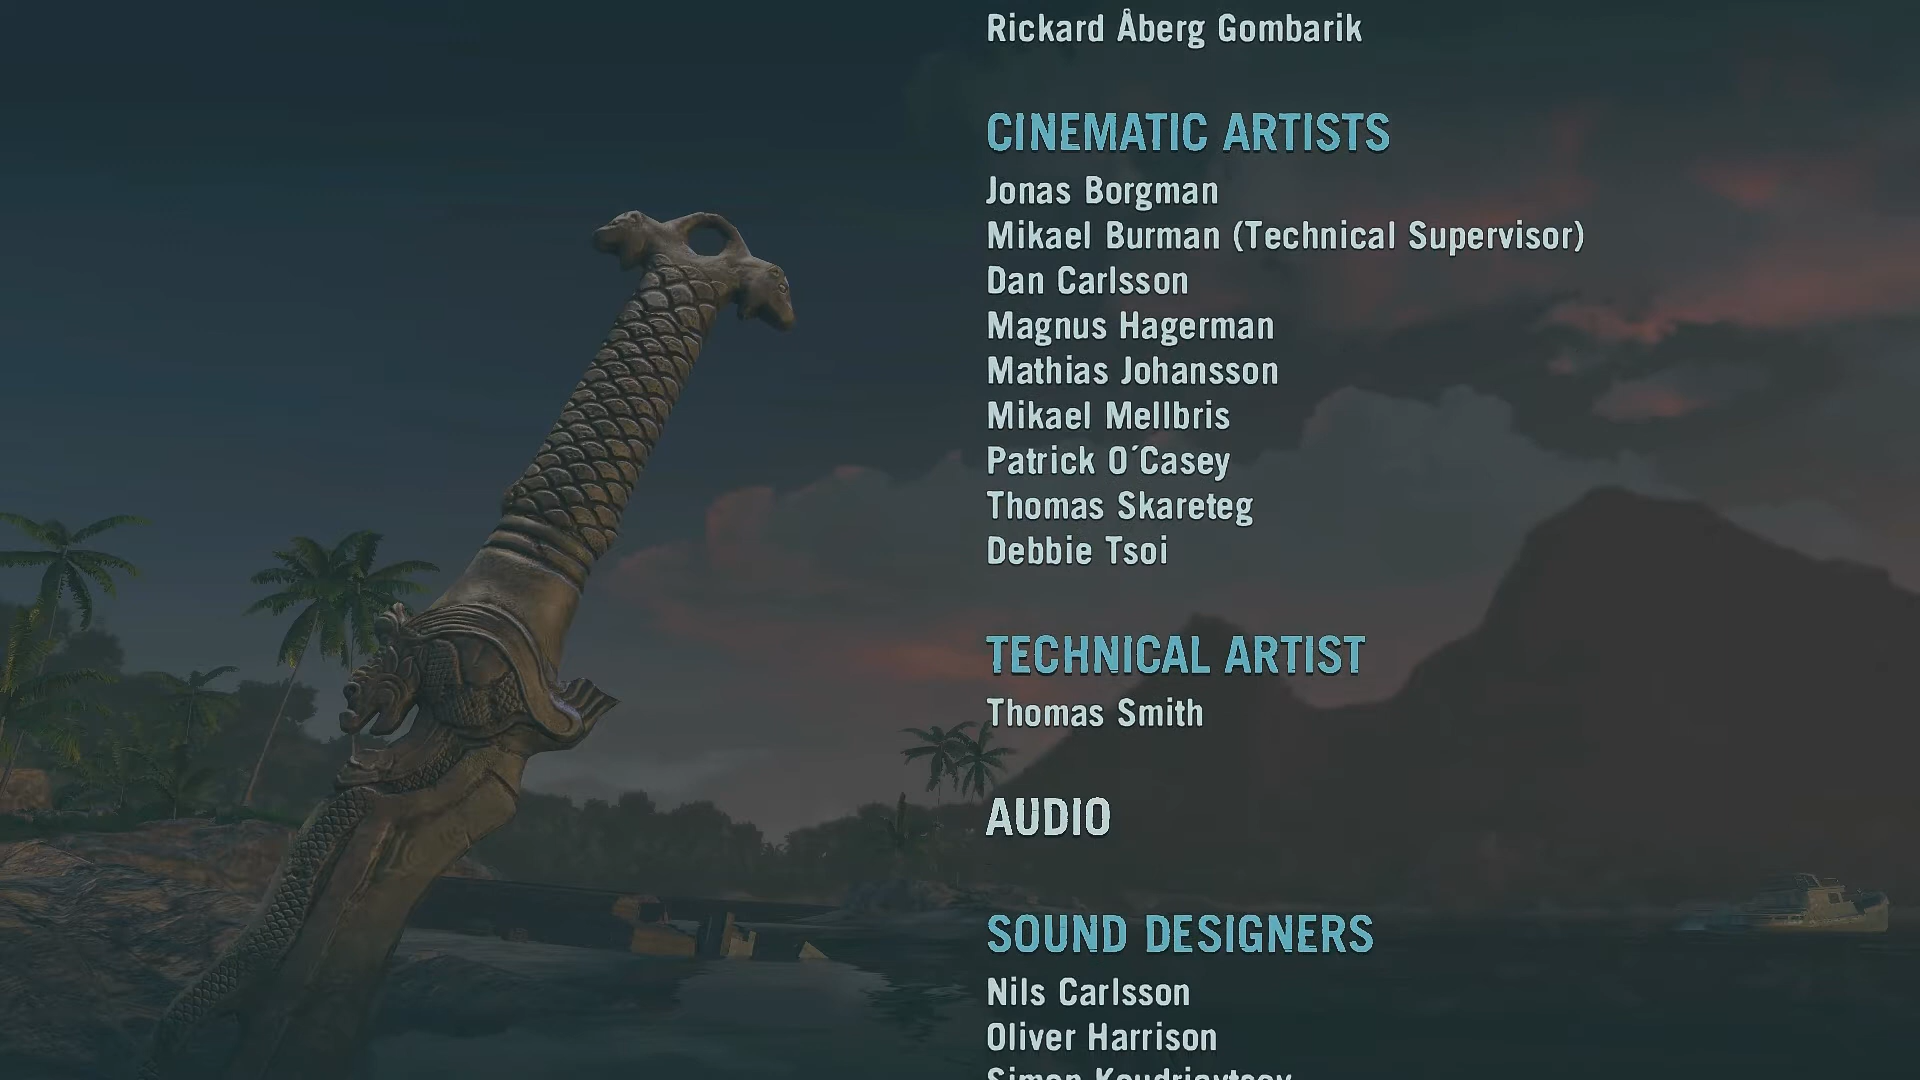 Rickard Åberg Gombarik
CINEMATIC ARTISTS
Jonas Borgman
Mikael Burman (Technical Supervisor)
Dan Carlsson
Magnus Hagerman
Mathias Johansson
Mikael Mellbris
Patrick O´Casey
Thomas Skareteg
Debbie Tsoi
TECHNICAL ARTIST
Thomas Smith
AUDIO
SOUND DESIGNERS
Nils Carlsson
Oliver Harrison
Simon